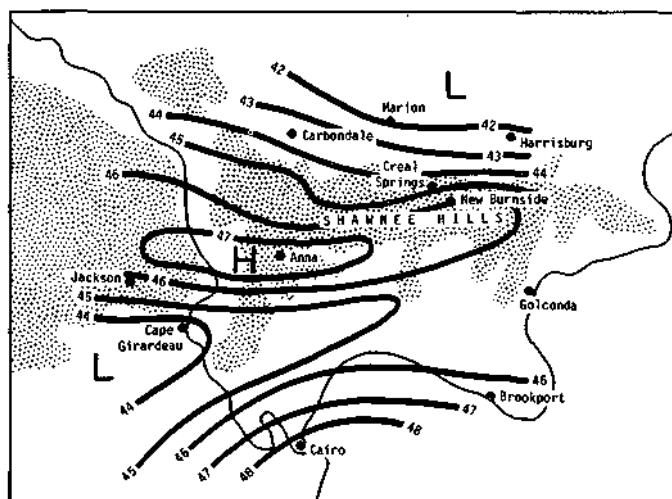 42
L
Marion
43
44
42
Carbondale
Harrisburg
45
43
Creal
Springs
44
46
New Burnside
SHAWNEE HILLS
47
H
Anna
Jackson
46
45
Golconda
44
Cape
Girardeau
L
46
Brookport
44
47
48
Cairo
45
46
47
48